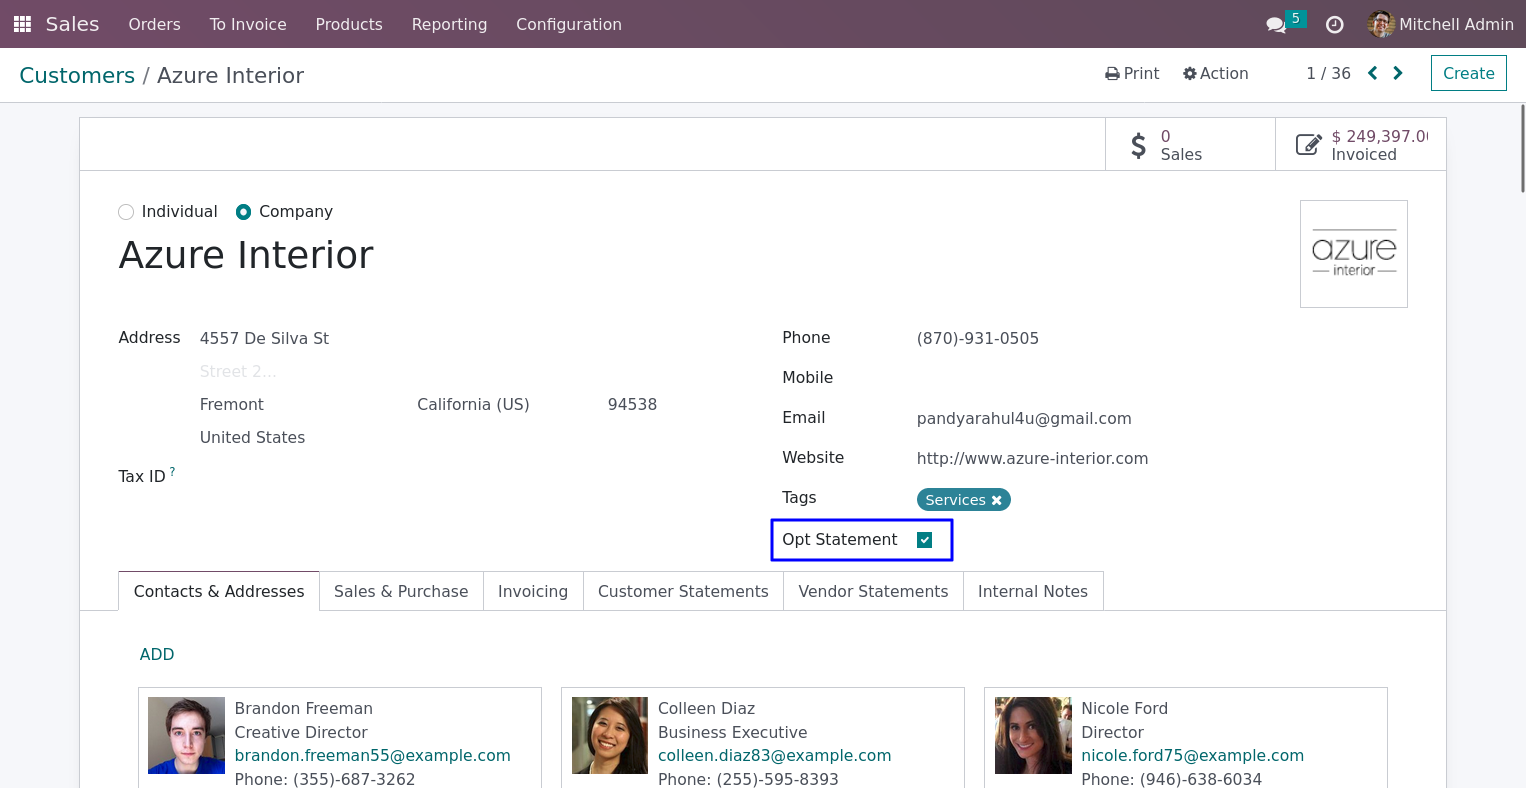 Sales Orders To Invoice Products Reporting Configuration 5 Mitchell Admin
Customers / Azure Interior Print Action 1 / 36 Create
0
Sales
$ 249,397.0
Invoiced
Individual Company
Azure Interior
azure
interior
Address 4557 De Silva St
Street 2...
Fremont California (US) 94538
United States
Tax ID ?
Phone (870)-931-0505
Mobile
Email pandyarahul4u@gmail.com
Website http://www.azure-interior.com
Tags Services
Opt Statement
Contacts & Addresses Sales & Purchase Invoicing Customer Statements Vendor Statements Internal Notes
ADD
Brandon Freeman
Creative Director
brandon.freeman55@example.com
Phone: (355)-687-3262
Colleen Diaz
Business Executive
colleen.diaz83@example.com
Phone: (255)-595-8393
Nicole Ford
Director
nicole.ford75@example.com
Phone: (946)-638-6034